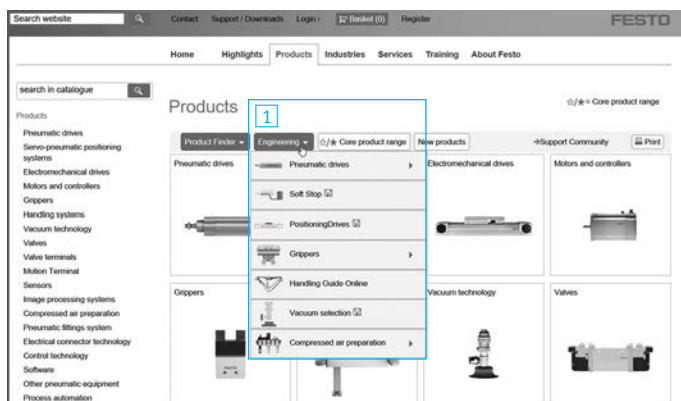 Search website
Contact Support / Downloads Login › Basket (0) Register
FESTO
Home Highlights Products Industries Services Training About Festo
search in catalogue
Products
Pneumatic drives
Servo-pneumatic positioning
systems
Electromechanical drives
Motors and controllers
Grippers
Handling systems
Vacuum technology
Valves
Valve terminals
Motion Terminal
Sensors
Image processing systems
Compressed air preparation
Pneumatic fittings system
Electrical connector technology
Control technology
Software
Other pneumatic equipment
Process automation
Products
1
☆/★= Core product range
Product Finder Engineering ☆/★ Core product range New products →Support Community Print
Pneumatic drives
Pneumatic drives
Soft Stop
PositioningDrives
Grippers
Handling Guide Online
Vacuum selection
Compressed air preparation
Electromechanical drives
Motors and controllers
Grippers
Vacuum technology
Valves